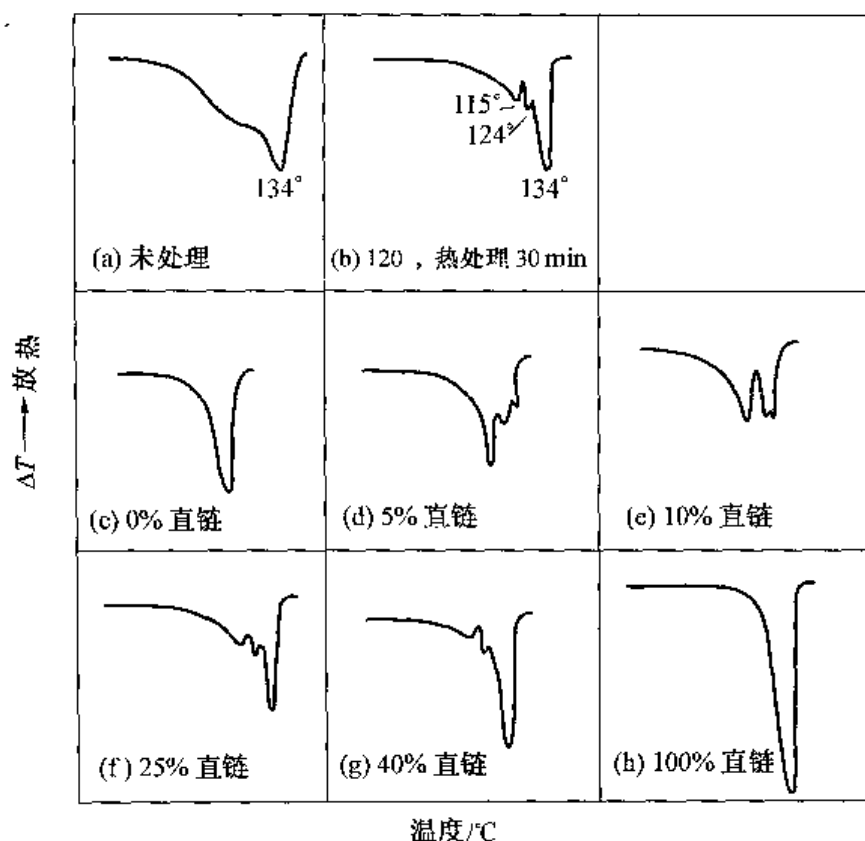 134°
115°
124°
134°
(a) 未处理
(b) 120 , 热处理 30 min
(c) 0% 直链
(d) 5% 直链
(e) 10% 直链
(f) 25% 直链
(g) 40% 直链
(h) 100% 直链
ΔT → 放热
温度/℃